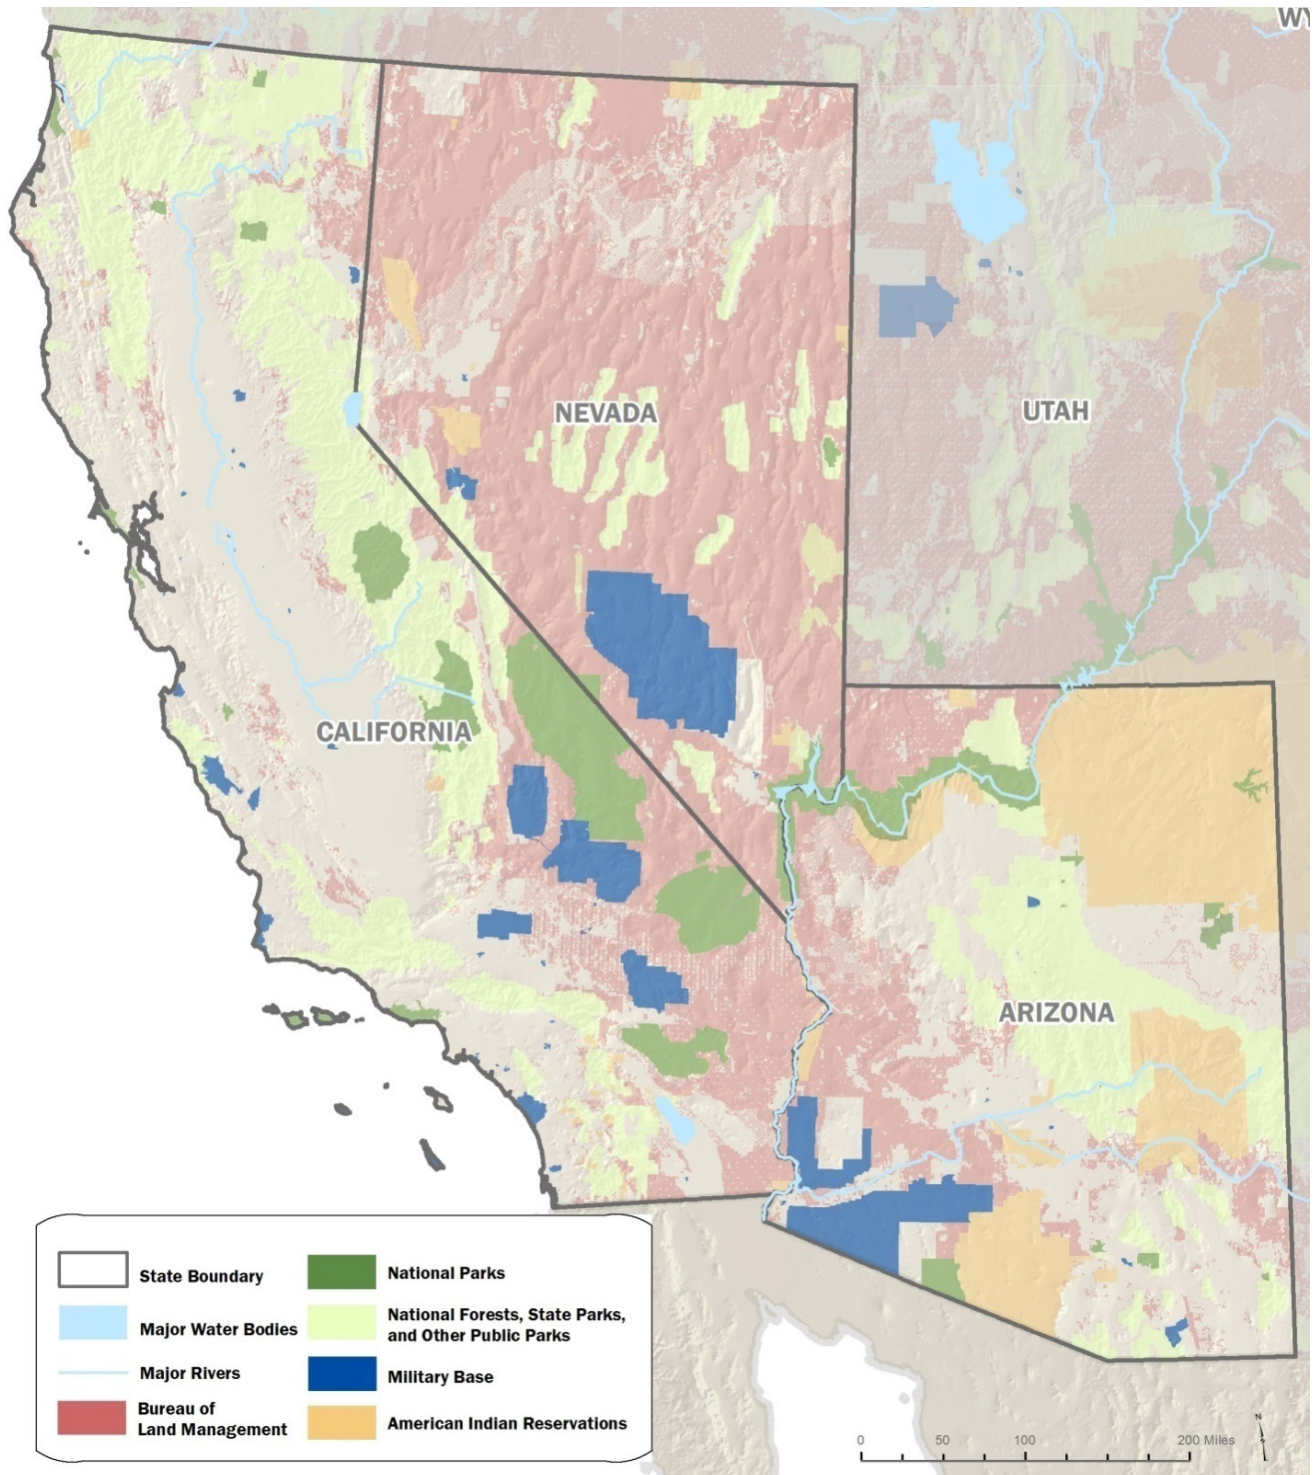 WY
NEVADA
UTAH
CALIFORNIA
ARIZONA
State Boundary
Major Water Bodies
Major Rivers
Bureau of
Land Management
National Parks
National Forests, State Parks,
and Other Public Parks
Military Base
American Indian Reservations
0 50 100 200 Miles
N